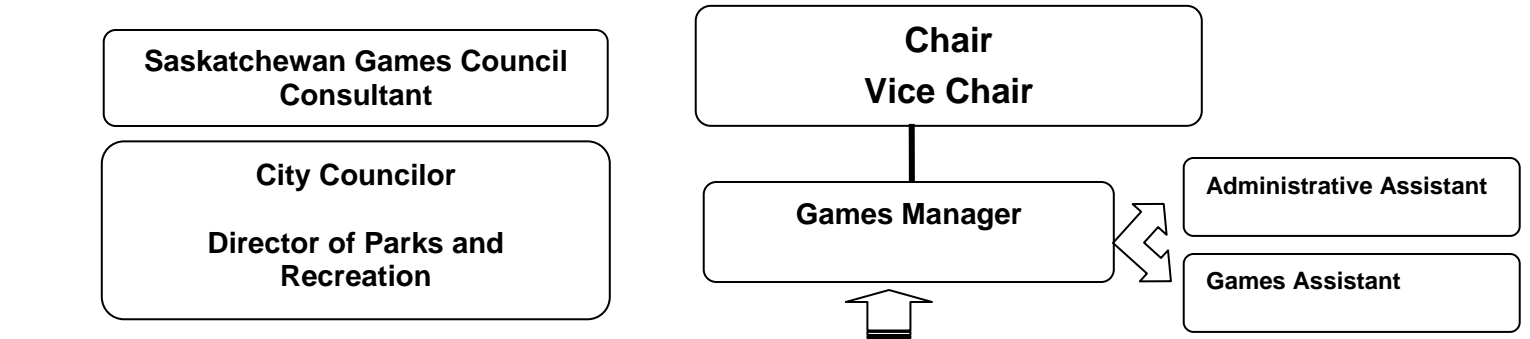 Saskatchewan Games Council
Consultant
City Councilor
Director of Parks and
Recreation
Chair
Vice Chair
Games Manager
Administrative Assistant
Games Assistant